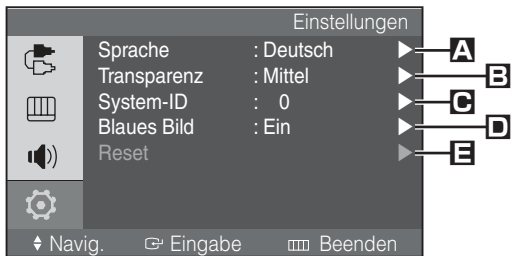 Einstellungen
Sprache : Deutsch A
Transparenz : Mittel B
System-ID : 0 C
Blaues Bild : Ein D
Reset E
Navig. Eingabe Beenden